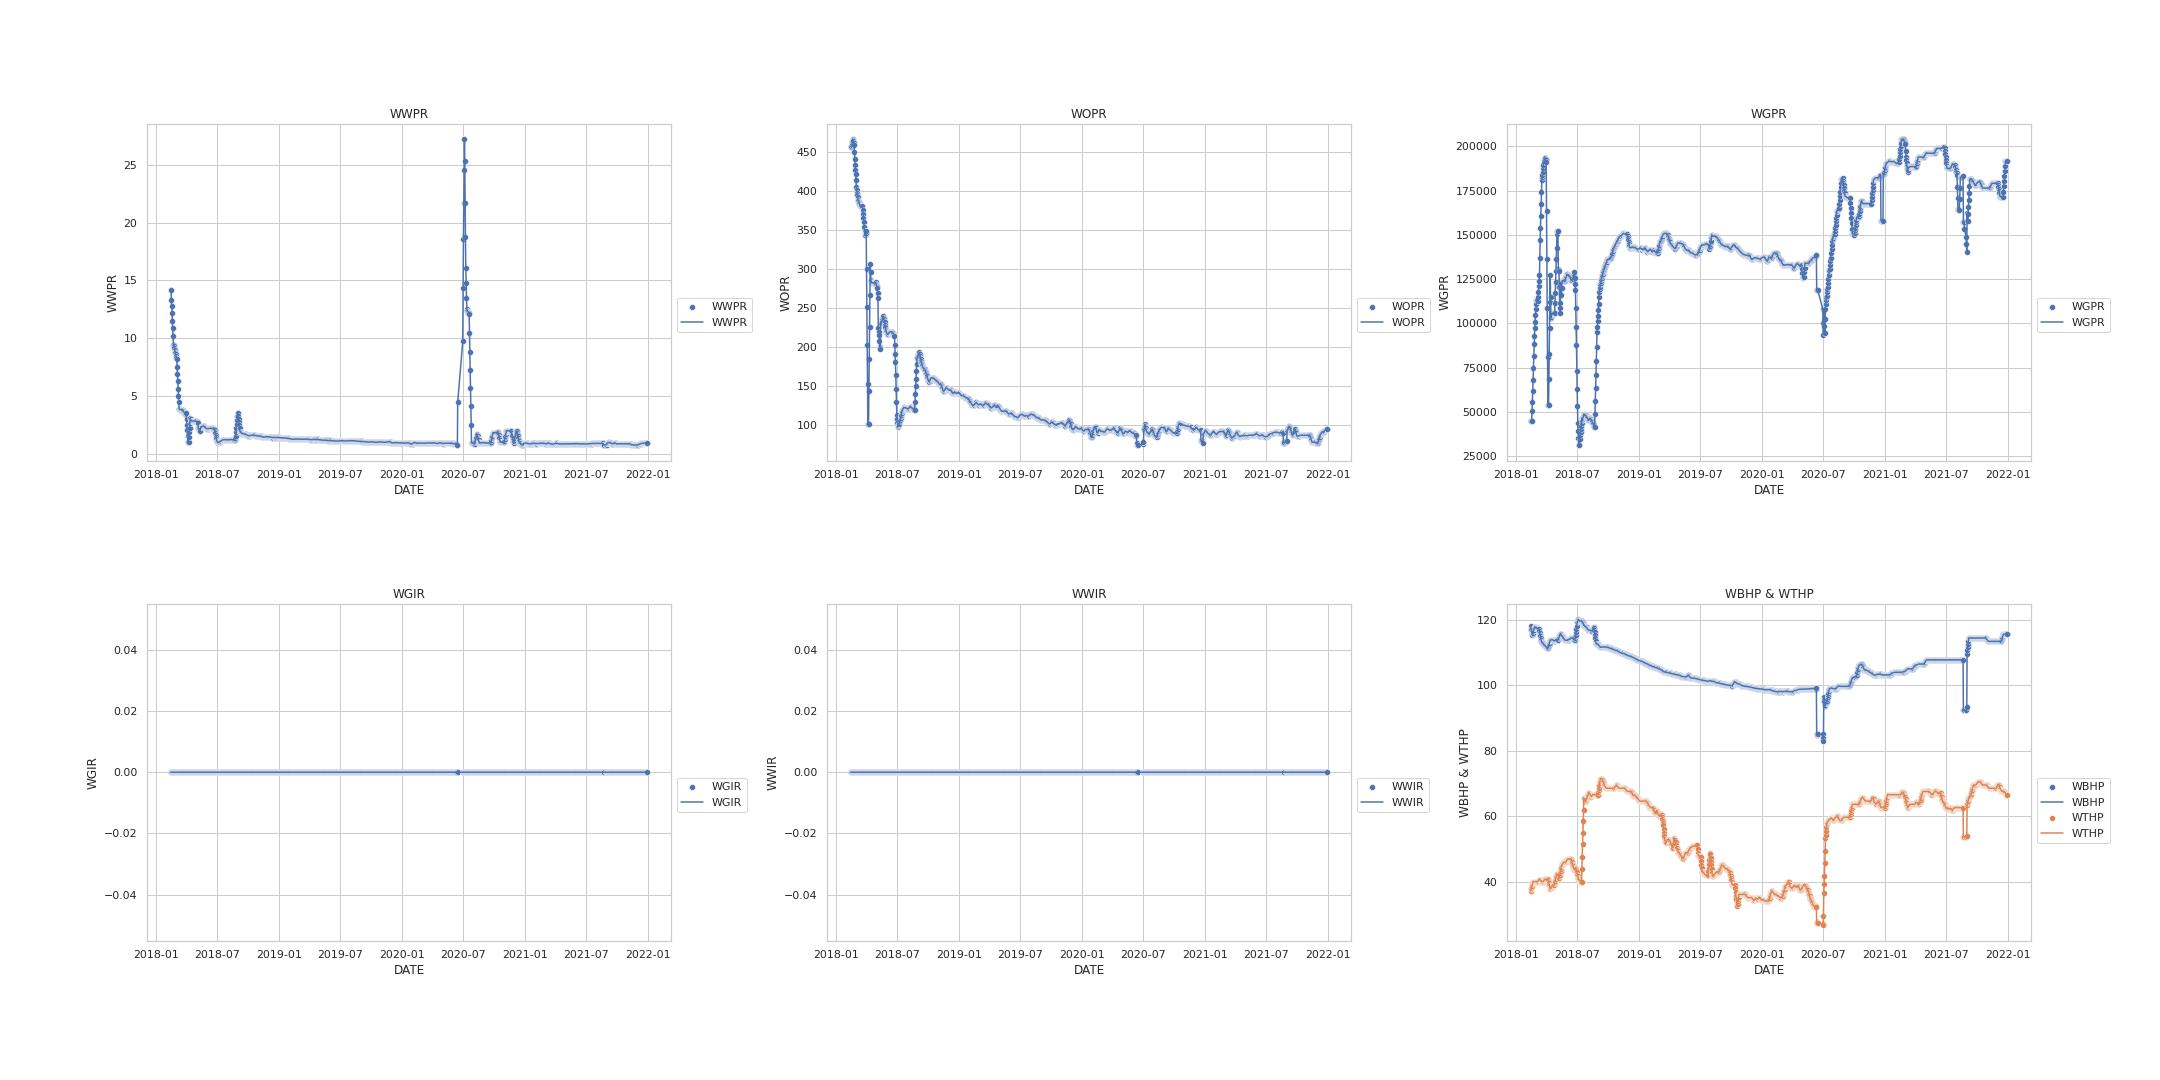 WWPR
25
20
15
10
5
0
WWPR
2018-01 2018-07 2019-01 2019-07 2020-01 2020-07 2021-01 2021-07 2022-01
DATE
WWPR
WWPR
WOPR
450
400
350
300
250
200
150
100
WOPR
2018-01 2018-07 2019-01 2019-07 2020-01 2020-07 2021-01 2021-07 2022-01
DATE
WOPR
WOPR
WGPR
200000
175000
150000
125000
100000
75000
50000
25000
WGPR
2018-01 2018-07 2019-01 2019-07 2020-01 2020-07 2021-01 2021-07 2022-01
DATE
WGPR
WGPR
WGIR
0.04
0.02
0.00
−0.02
−0.04
WGIR
2018-01 2018-07 2019-01 2019-07 2020-01 2020-07 2021-01 2021-07 2022-01
DATE
WGIR
WGIR
WWIR
0.04
0.02
0.00
−0.02
−0.04
WWIR
2018-01 2018-07 2019-01 2019-07 2020-01 2020-07 2021-01 2021-07 2022-01
DATE
WWIR
WWIR
WBHP & WTHP
120
100
80
60
40
WBHP & WTHP
2018-01 2018-07 2019-01 2019-07 2020-01 2020-07 2021-01 2021-07 2022-01
DATE
WBHP
WBHP
WTHP
WTHP